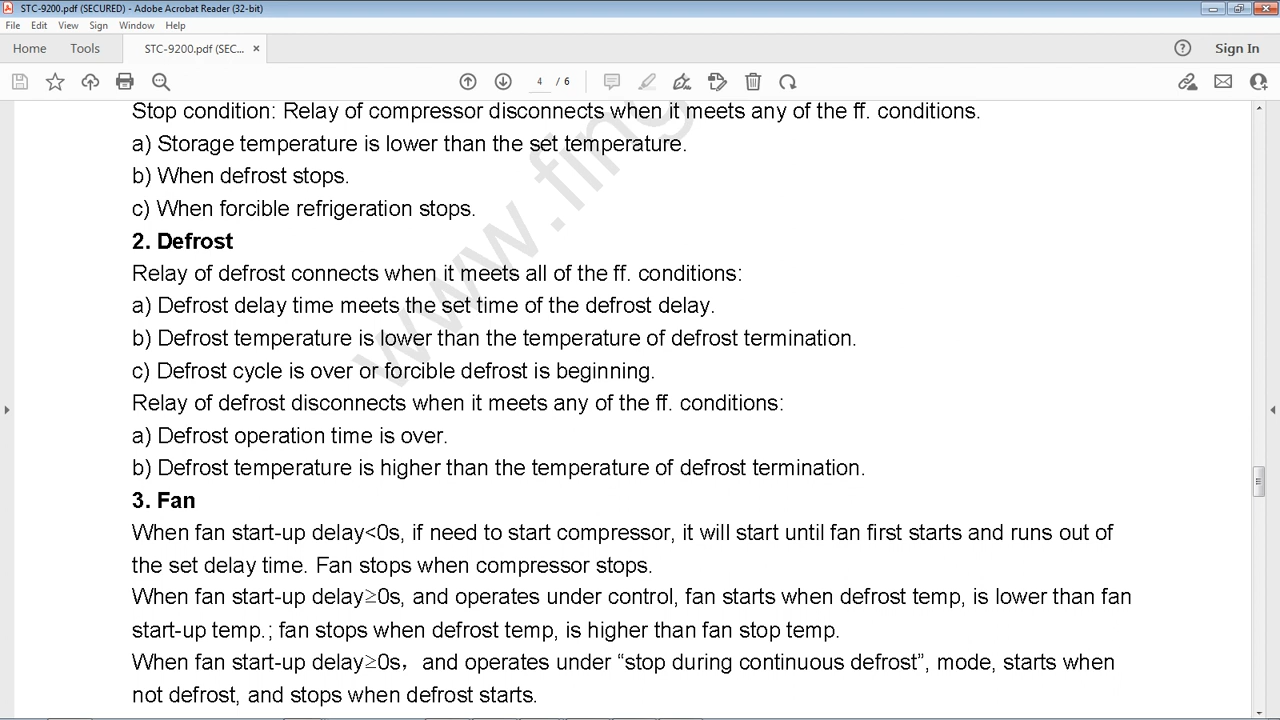 STC-9200.pdf (SECURED) - Adobe Acrobat Reader (32-bit)
File Edit View Sign Window Help
Home Tools STC-9200.pdf (SEC... × Sign In
4 / 6
Stop condition: Relay of compressor disconnects when it meets any of the ff. conditions.
a) Storage temperature is lower than the set temperature.
b) When defrost stops.
c) When forcible refrigeration stops.
2. Defrost
Relay of defrost connects when it meets all of the ff. conditions:
a) Defrost delay time meets the set time of the defrost delay.
b) Defrost temperature is lower than the temperature of defrost termination.
c) Defrost cycle is over or forcible defrost is beginning.
Relay of defrost disconnects when it meets any of the ff. conditions:
a) Defrost operation time is over.
b) Defrost temperature is higher than the temperature of defrost termination.
3. Fan
When fan start-up delay<0s, if need to start compressor, it will start until fan first starts and runs out of
the set delay time. Fan stops when compressor stops.
When fan start-up delay≥0s, and operates under control, fan starts when defrost temp, is lower than fan
start-up temp.; fan stops when defrost temp, is higher than fan stop temp.
When fan start-up delay≥0s，and operates under “stop during continuous defrost”, mode, starts when
not defrost, and stops when defrost starts.